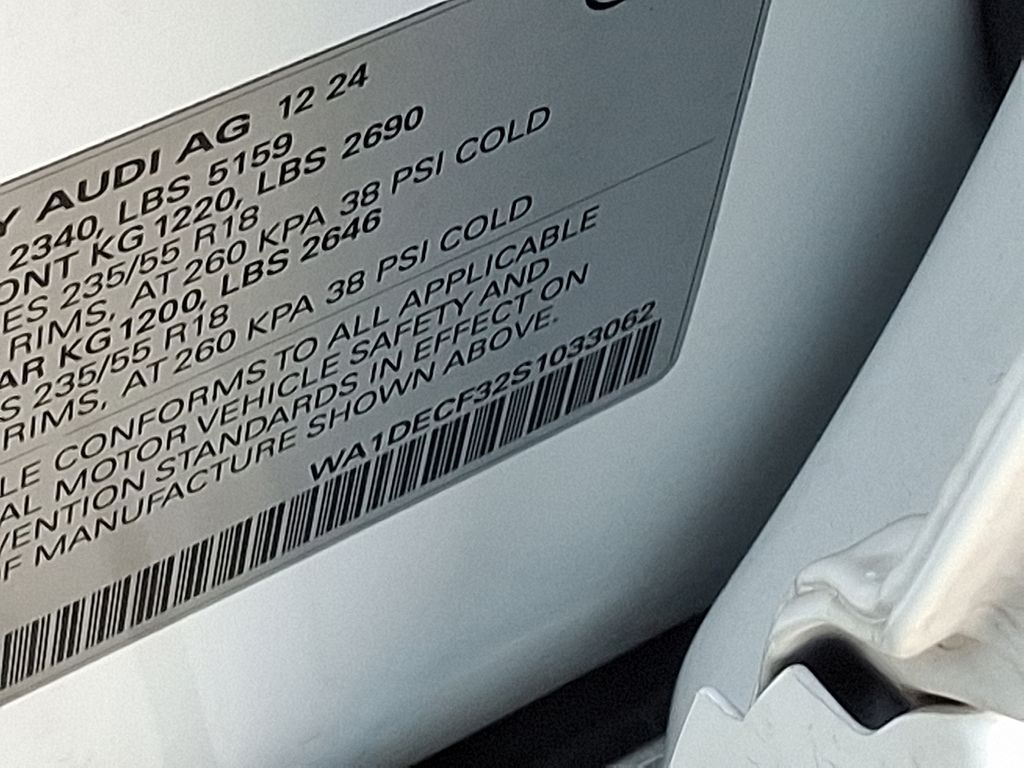 Y AUDI AG 12 24
2340, LBS 5159
ONT KG 1220, LBS 2690
ES 235/55 R18
RIMS, AT 260 KPA 38 PSI COLD
AR KG 1200, LBS 2646
S 235/55 R18
RIMS, AT 260 KPA 38 PSI COLD
LE CONFORMS TO ALL APPLICABLE
AL MOTOR VEHICLE SAFETY AND
VENTION STANDARDS IN EFFECT ON
F MANUFACTURE SHOWN ABOVE.
WA1DECF32S1033062